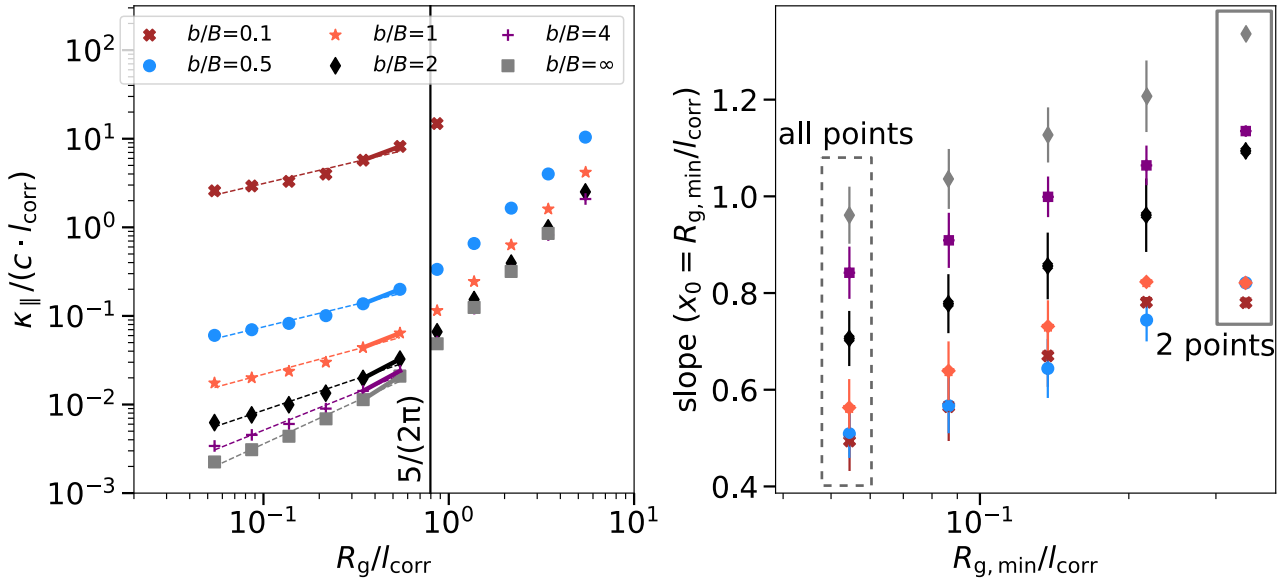 b/B=0.1
b/B=1
b/B=4
b/B=0.5
b/B=2
b/B=∞
10²
10¹
10⁰
10⁻¹
10⁻²
10⁻³
κ∥/(c · l_corr)
5/(2π)
10⁻¹
10⁰
10¹
R_g/l_corr
1.2
1.0
0.8
0.6
0.4
slope (x₀ = R_g,min/l_corr)
all points
2 points
10⁻¹
R_g,min/l_corr